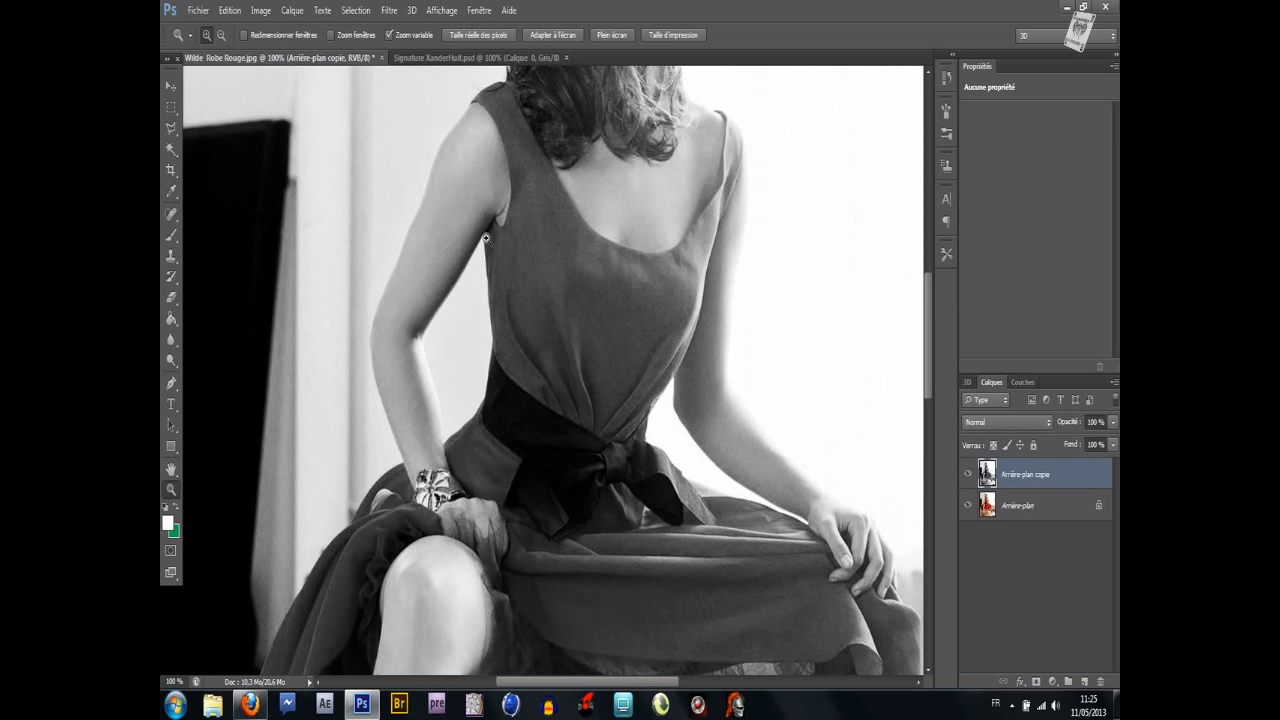 Ps Fichier Edition Image Calque Texte Sélection Filtre 3D Affichage Fenêtre Aide
Redimensionner fenêtres Zoom fenêtres Zoom variable Taille réelle des pixels Adapter à l'écran Plein écran Taille d'impression 3D
Wilde Robe Rouge.jpg @ 100% (Arrière-plan copie, RVB/8) * Signature XanderHuit.psd @ 100% (Calque 0, Gris/8)
Propriétés
Aucune propriété
3D Calques Couches
Type
Normal Opacité : 100 %
Verrou : Fond : 100 %
Arrière-plan copie
Arrière-plan
100 % Doc : 10,3 Mo/20,6 Mo
Ae Ps Br pre FR 11:25
11/05/2013